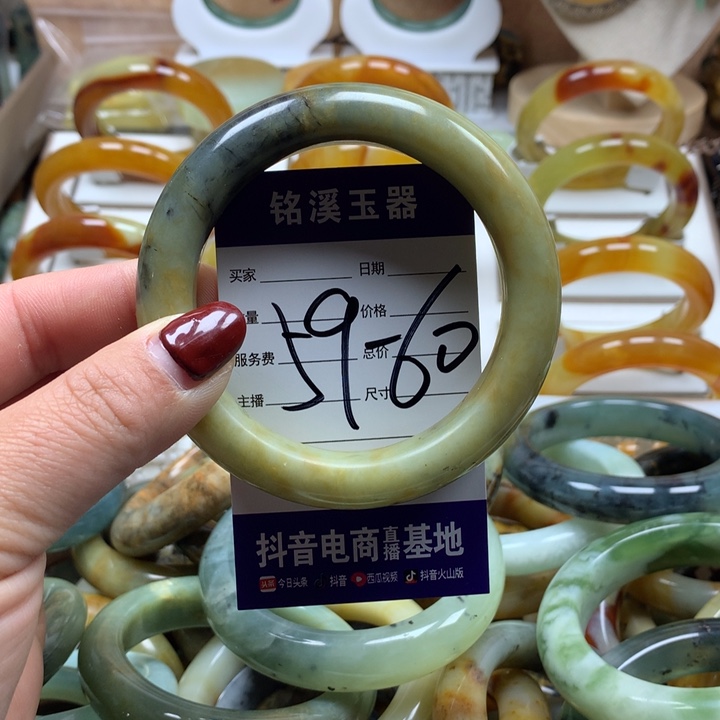 铭溪玉器
买家 日期
量 价格
服务费 总价
主播 尺寸
59-60
抖音电商直播基地
头条 今日头条 抖音 西瓜视频 抖音火山版